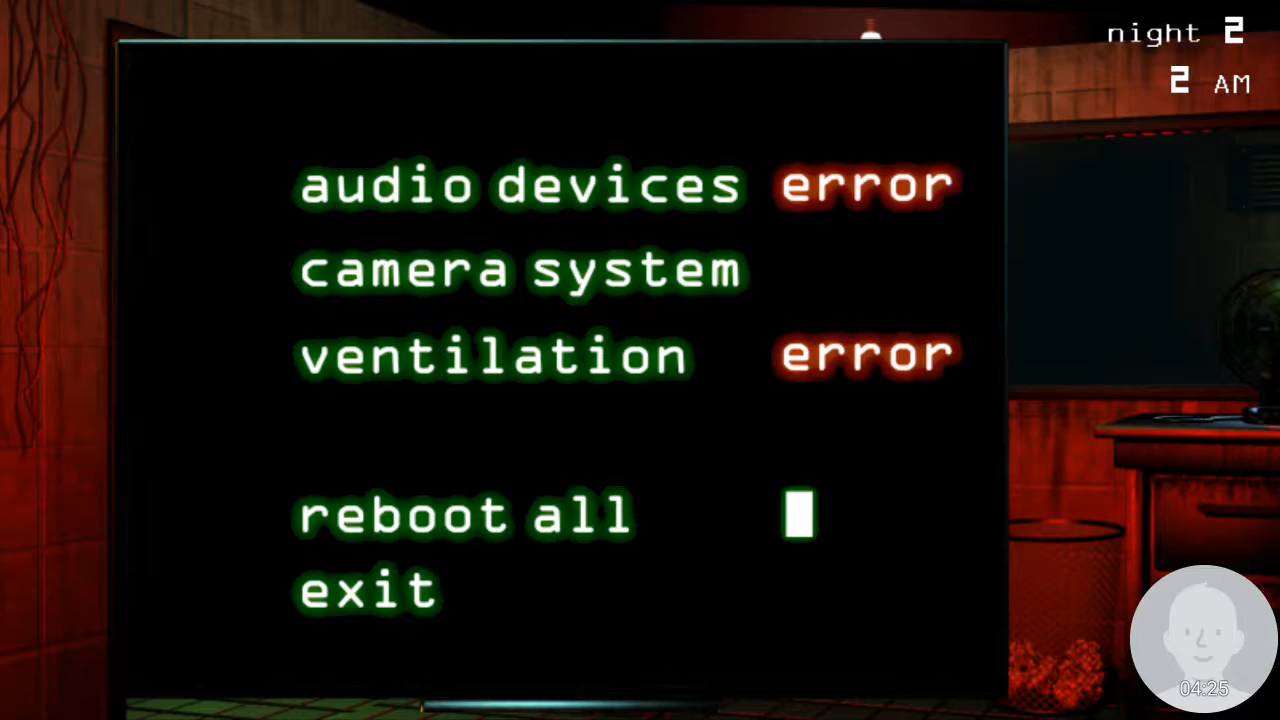 night 2
2 AM
audio devices error
camera system
ventilation error
reboot all
exit
04:25